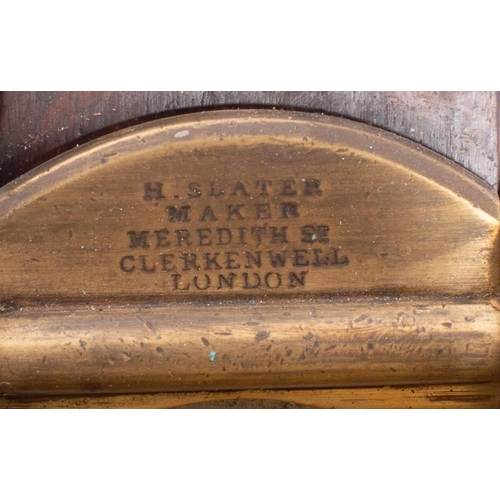 H. SLATER
MAKER
MEREDITH ST
CLERKENWELL
LONDON